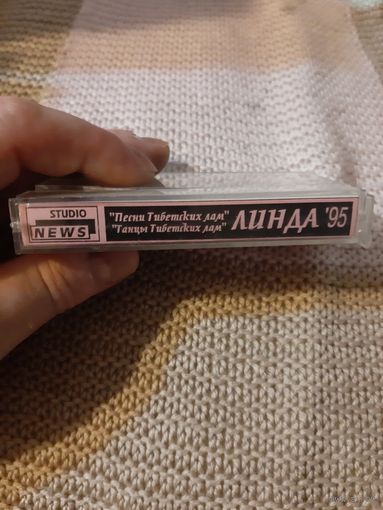 STUDIO
NEWS
"Песни Тибетских лам"
"Танцы Тибетских лам"
ЛИНДА '95